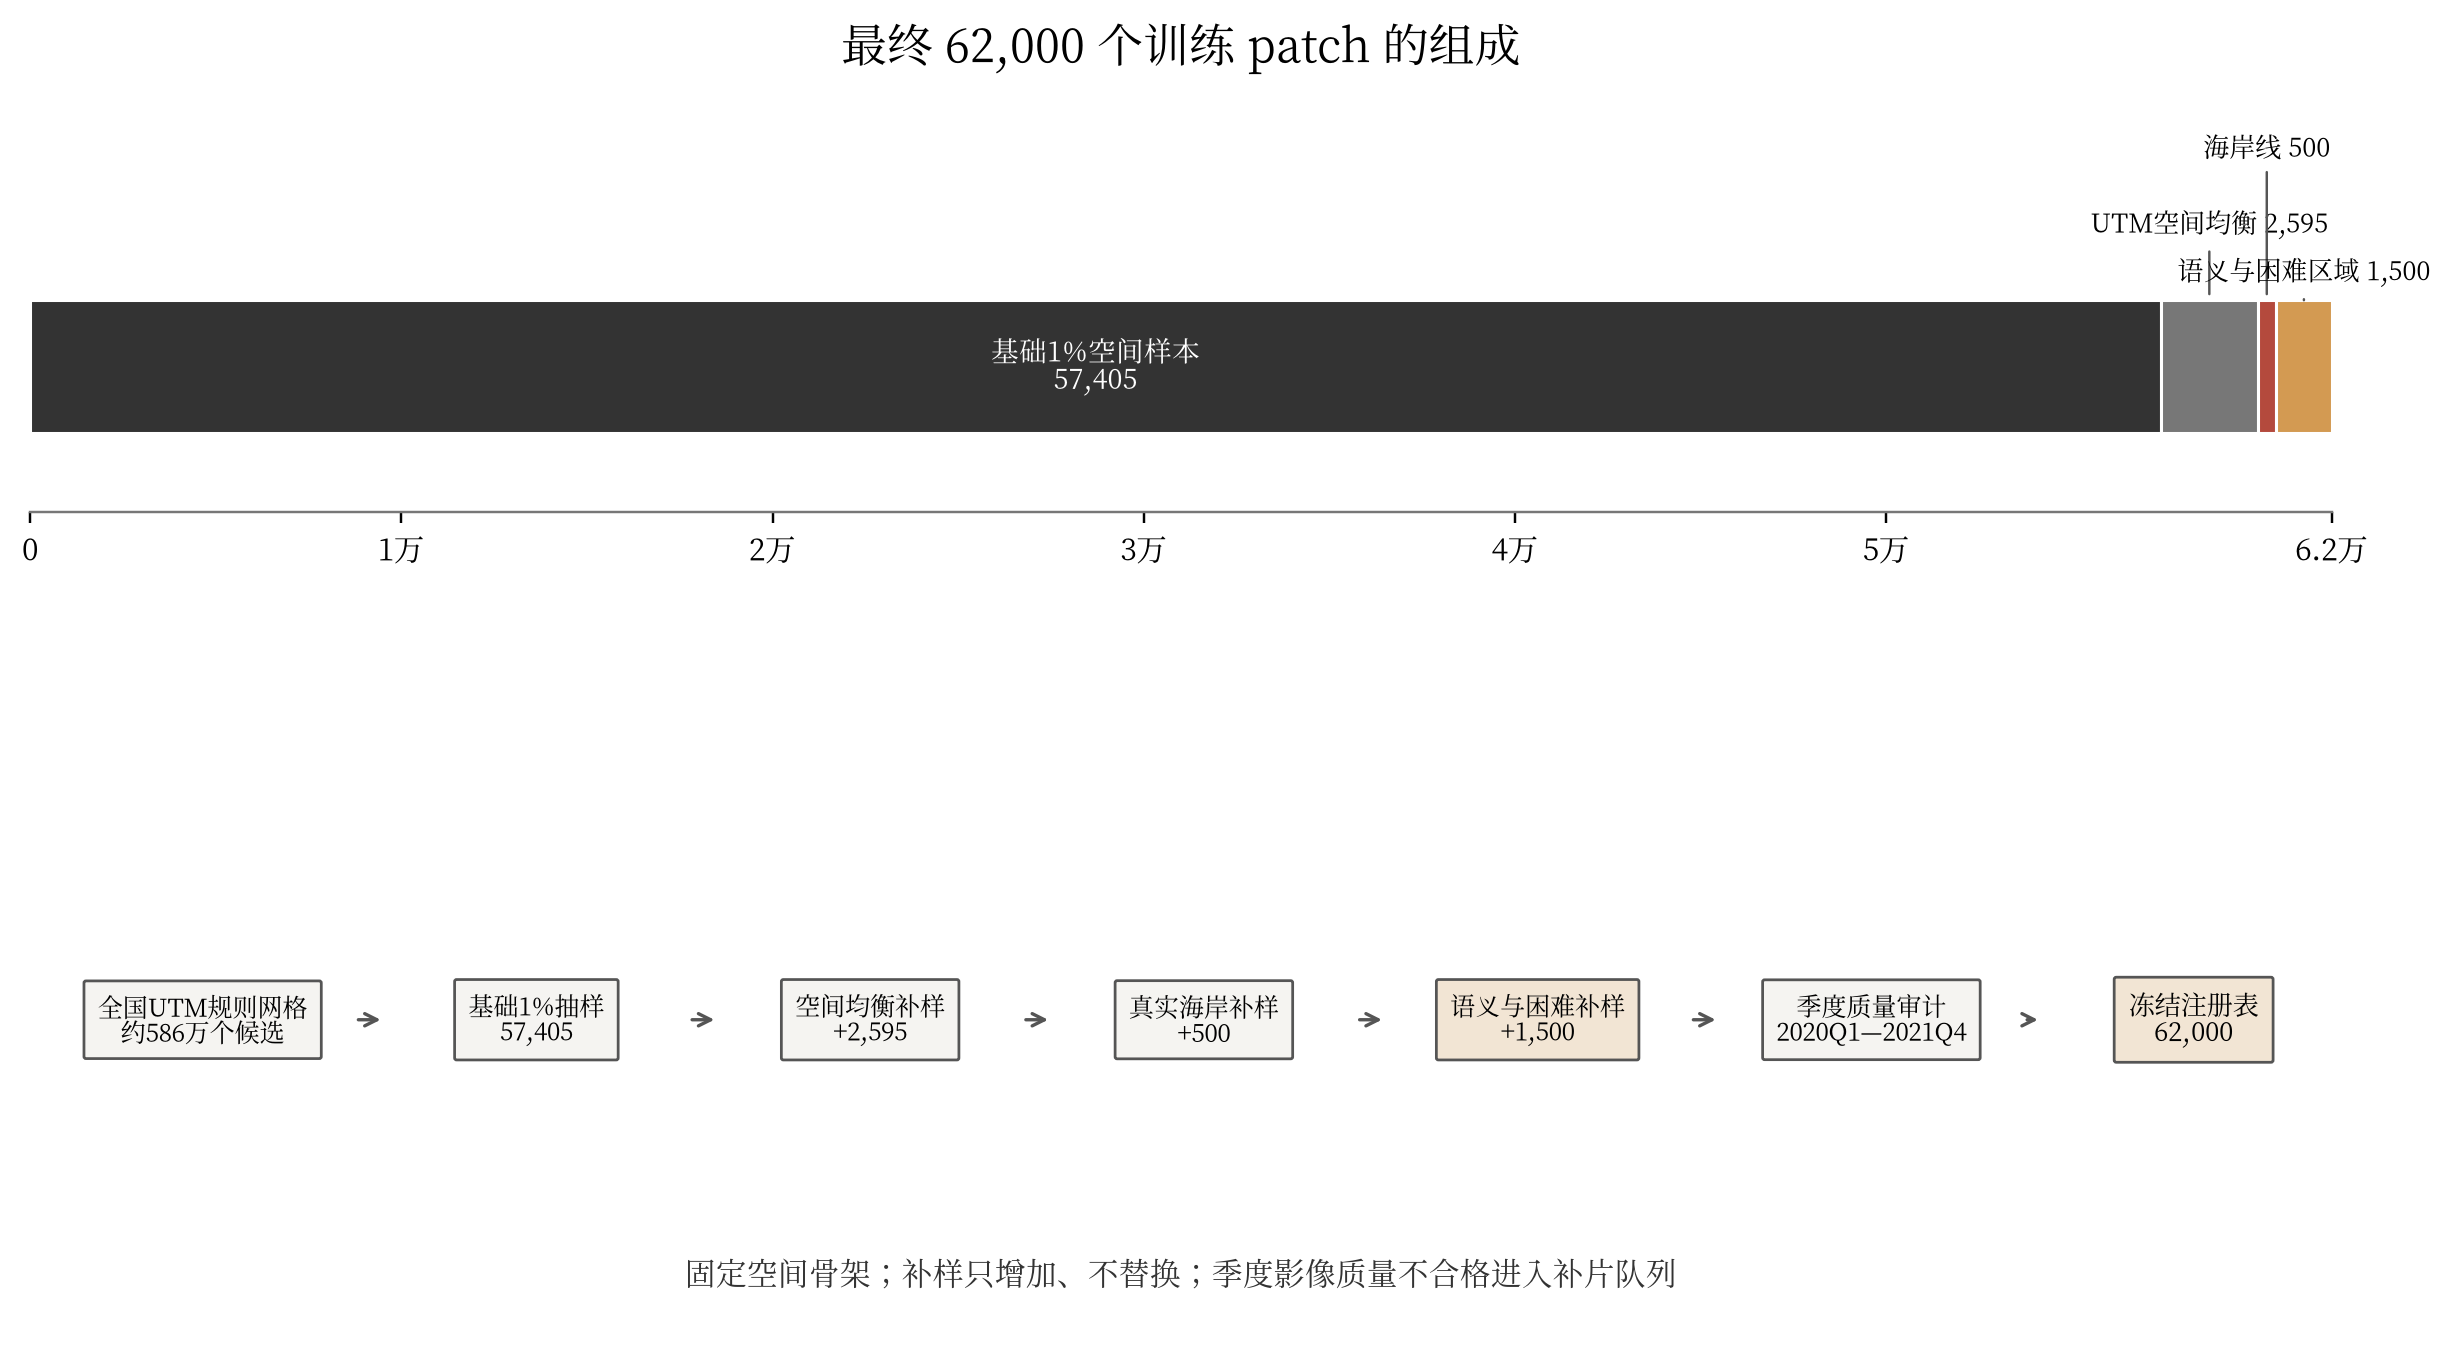 最终 62,000 个训练 patch 的组成
海岸线 500
UTM空间均衡 2,595
语义与困难区域 1,500
基础1%空间样本
57,405
0
1万
2万
3万
4万
5万
6.2万
全国UTM规则网格
约586万个候选
基础1%抽样
57,405
空间均衡补样
+2,595
真实海岸补样
+500
语义与困难补样
+1,500
季度质量审计
2020Q1—2021Q4
冻结注册表
62,000
固定空间骨架；补样只增加、不替换；季度影像质量不合格进入补片队列